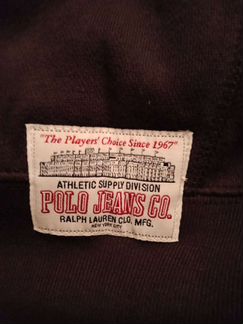 "The Players' Choice Since 1967"
ATHLETIC SUPPLY DIVISION
POLO JEANS CO.
RALPH LAUREN CLO. MFG.
NEW YORK CITY